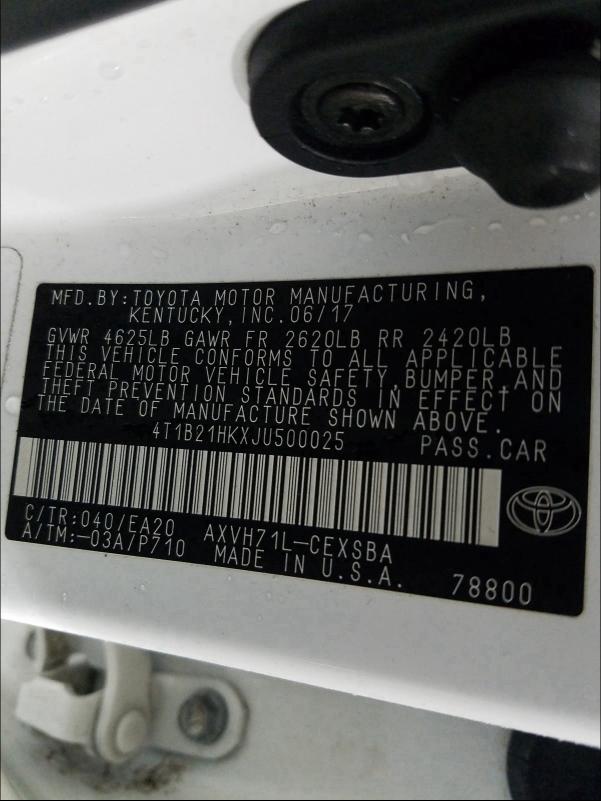 MFD.BY:TOYOTA MOTOR MANUFACTURING,
KENTUCKY,INC.06/17
GVWR 4625LB GAWR FR 2620LB RR 2420LB
THIS VEHICLE CONFORMS TO ALL APPLICABLE
FEDERAL MOTOR VEHICLE SAFETY,BUMPER,AND
THEFT PREVENTION STANDARDS IN EFFECT ON
THE DATE OF MANUFACTURE SHOWN ABOVE.
4T1B21HKXJU500025 PASS.CAR
C/TR:040/EA20 AXVH71L-CEXSBA
A/TM:-03A/P710 MADE IN U.S.A. 78800